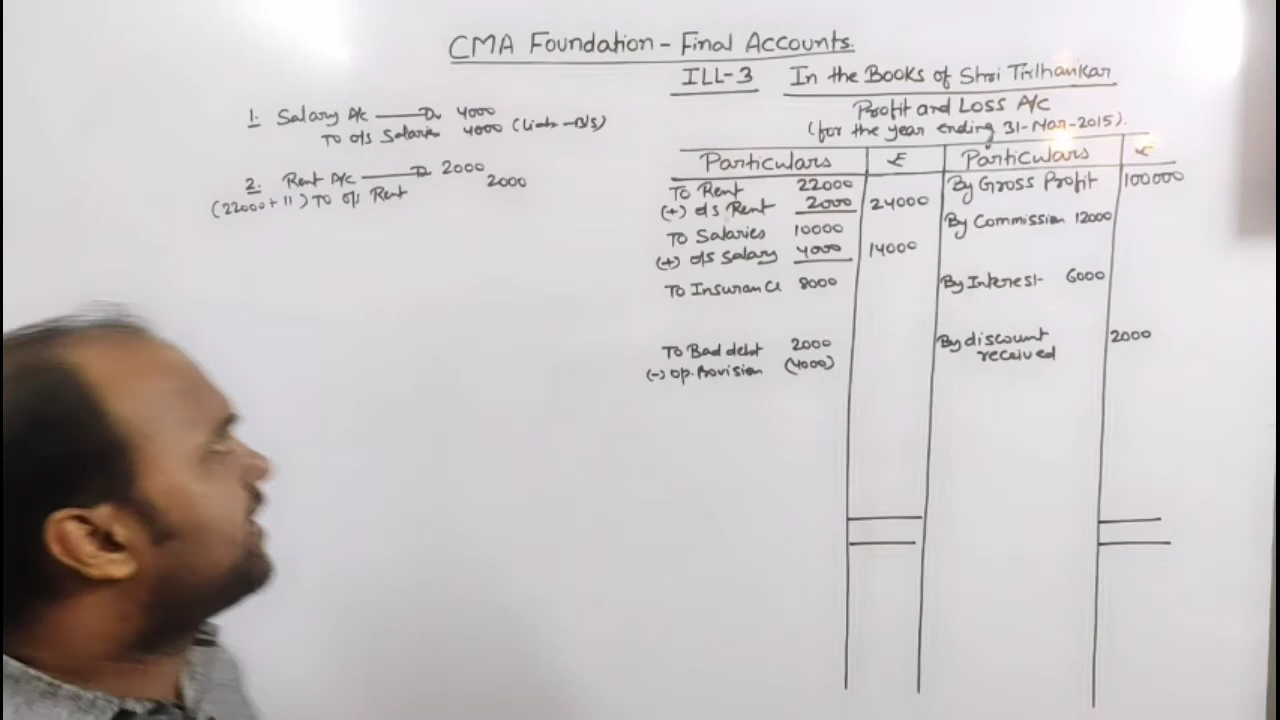 CMA Foundation - Final Accounts.
ILL-3 In the Books of Shri Tirthankar
Profit and Loss A/c
(for the year ending 31-Mar-2015).
1. Salary A/c ——— Dr 4000
To o/s Salaries 4000 (Liab-B/S)
2. Rent A/c ——— Dr 2000
(22000 + 11) To o/s Rent 2000
Particulars ₹ Particulars ₹
To Rent 22000
(+) o/s Rent 2000 24000
To Salaries 10000
(+) o/s Salary 4000 14000
To Insurance 8000
To Bad debt 2000
(-) op. Provision (4000)
By Gross Profit 100000
By Commission 12000
By Interest- 6000
By discount received 2000